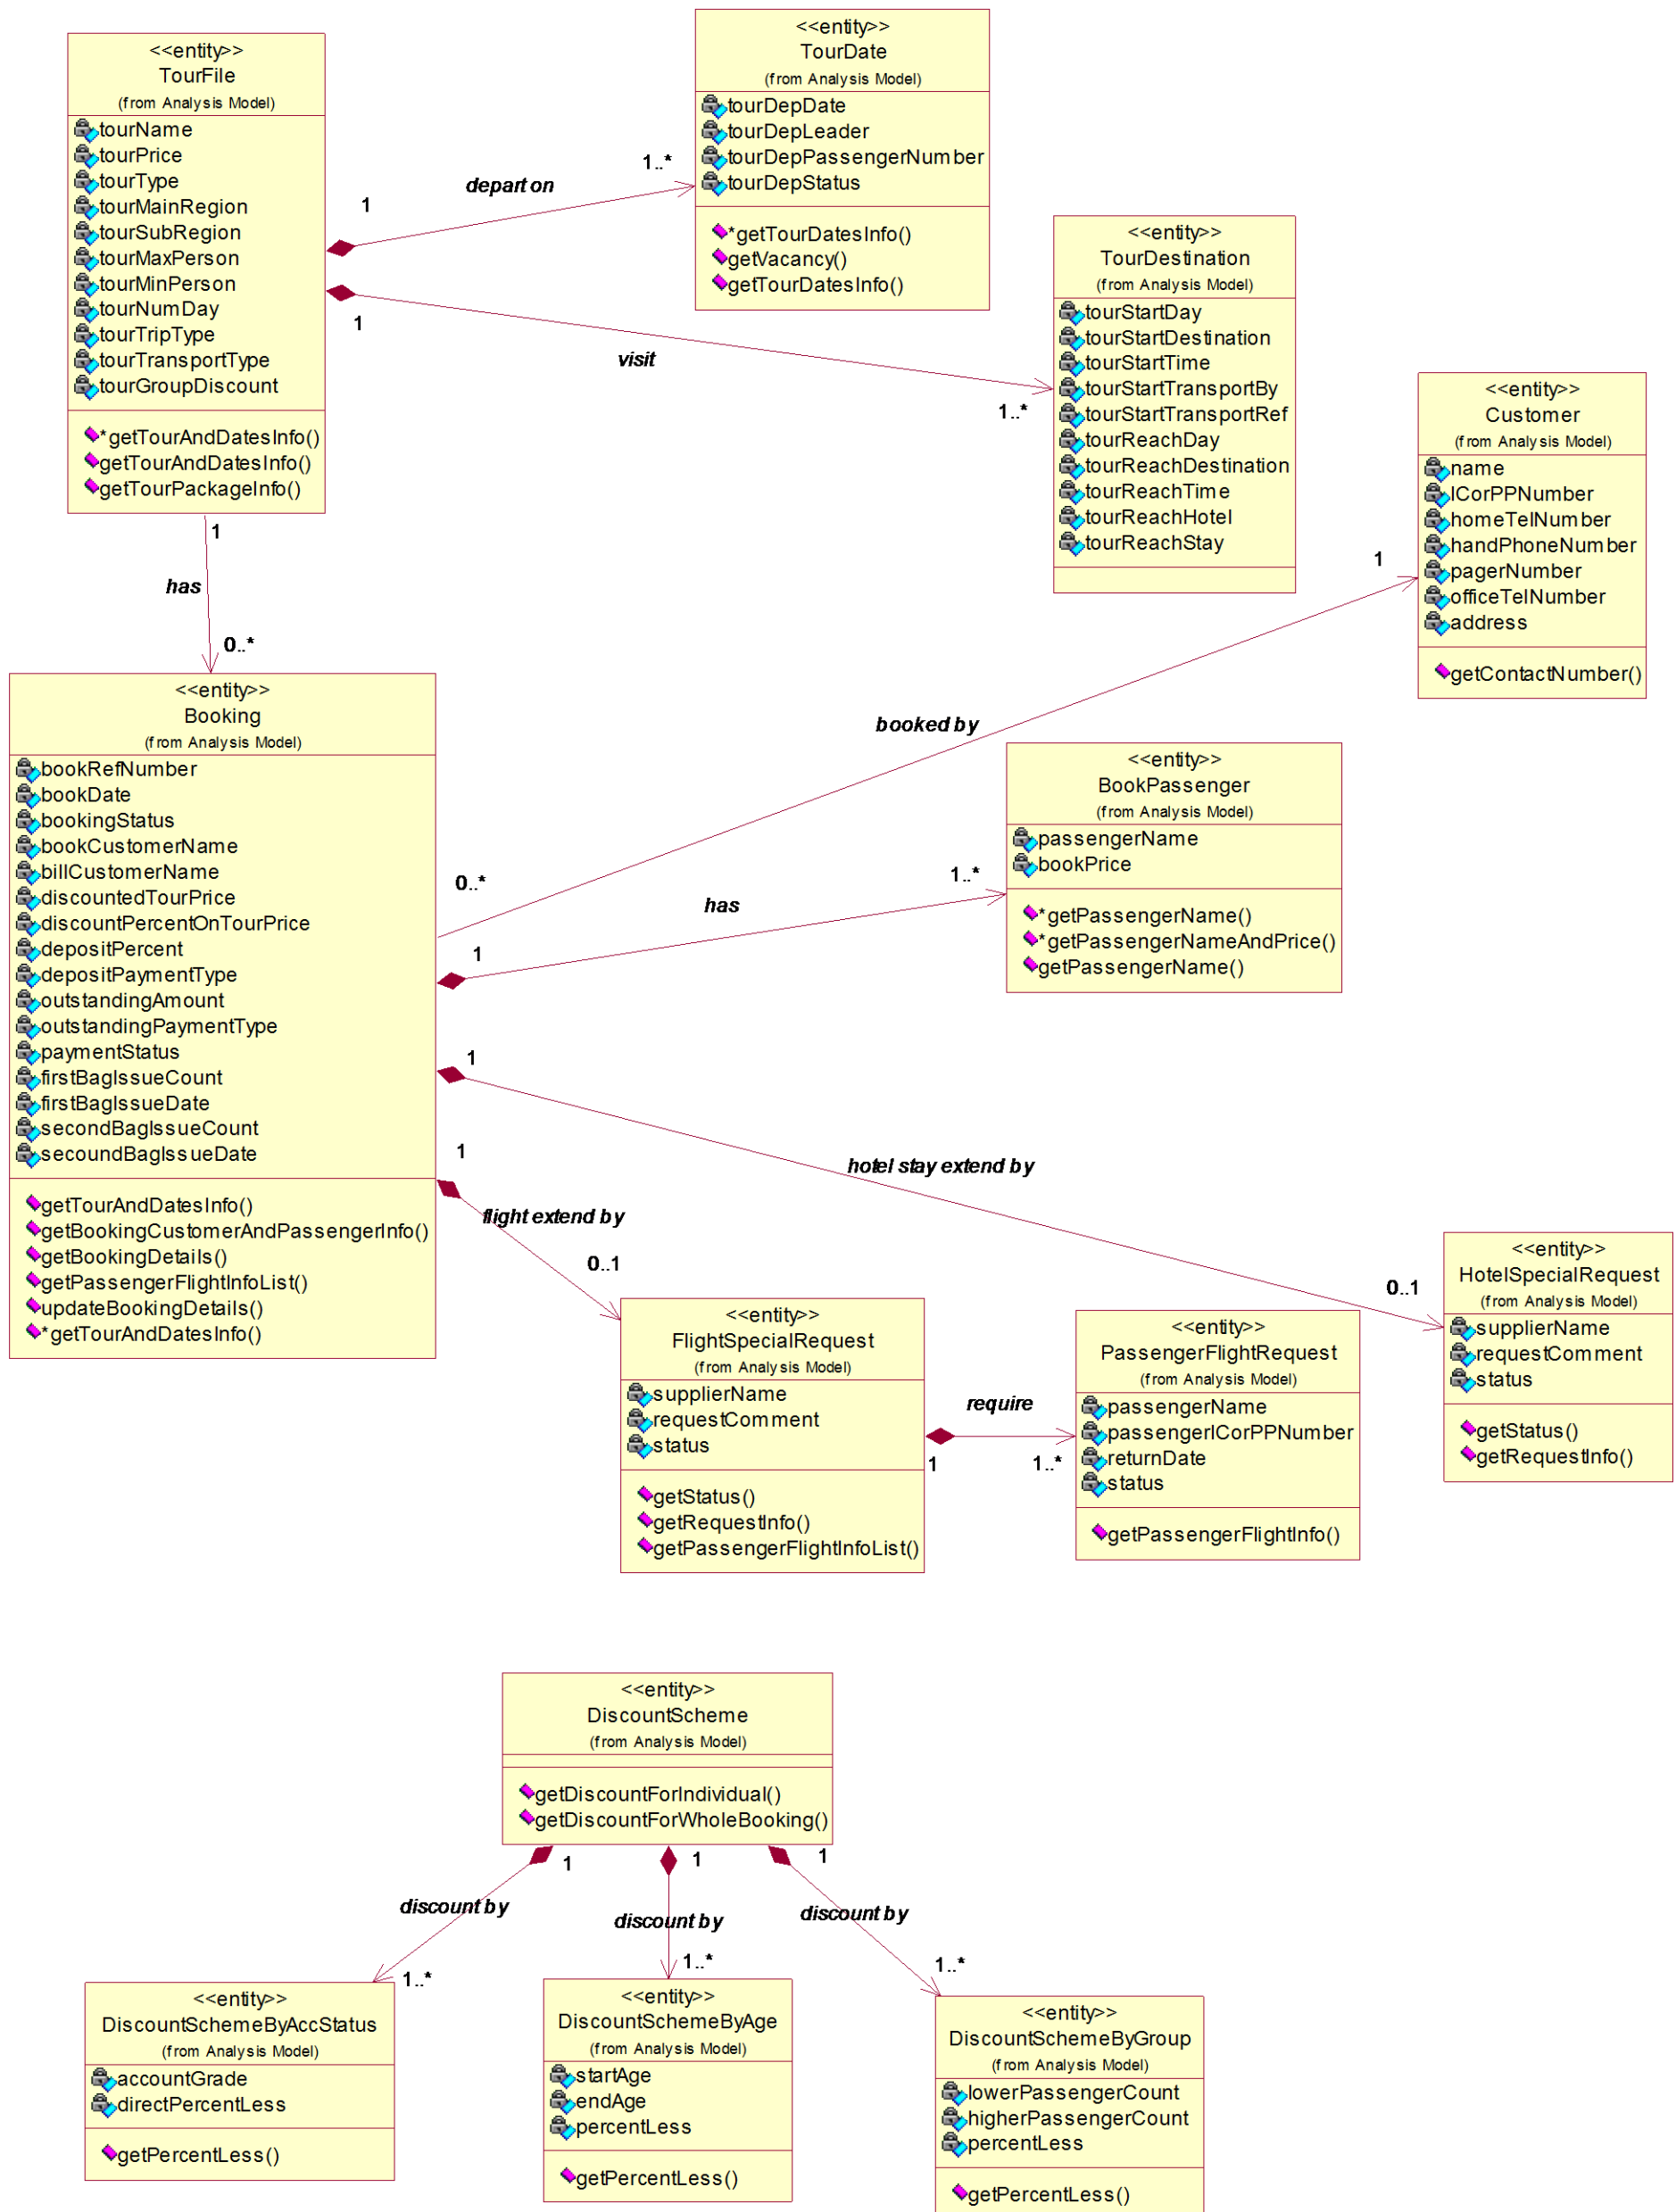 <<entity>>
TourFile
(from Analysis Model)
tourName
tourPrice
tourType
tourMainRegion
tourSubRegion
tourMaxPerson
tourMinPerson
tourNumDay
tourTripType
tourTransportType
tourGroupDiscount
*getTourAndDatesInfo()
getTourAndDatesInfo()
getTourPackageInfo()
<<entity>>
TourDate
(from Analysis Model)
tourDepDate
tourDepLeader
tourDepPassengerNumber
tourDepStatus
*getTourDatesInfo()
getVacancy()
getTourDatesInfo()
1
depart on
1..*
1
visit
1..*
<<entity>>
TourDestination
(from Analysis Model)
tourStartDay
tourStartDestination
tourStartTime
tourStartTransportBy
tourStartTransportRef
tourReachDay
tourReachDestination
tourReachTime
tourReachHotel
tourReachStay
<<entity>>
Customer
(from Analysis Model)
name
ICorPPNumber
homeTelNumber
handPhoneNumber
pagerNumber
officeTelNumber
address
getContactNumber()
1
has
0..*
<<entity>>
Booking
(from Analysis Model)
bookRefNumber
bookDate
bookingStatus
bookCustomerName
billCustomerName
discountedTourPrice
discountPercentOnTourPrice
depositPercent
depositPaymentType
outstandingAmount
outstandingPaymentType
paymentStatus
firstBagIssueCount
firstBagIssueDate
secondBagIssueCount
secoundBagIssueDate
getTourAndDatesInfo()
getBookingCustomerAndPassengerInfo()
getBookingDetails()
getPassengerFlightInfoList()
updateBookingDetails()
*getTourAndDatesInfo()
0..*
booked by
1
1
has
1..*
<<entity>>
BookPassenger
(from Analysis Model)
passengerName
bookPrice
*getPassengerName()
*getPassengerNameAndPrice()
getPassengerName()
1
hotel stay extend by
0..1
1
flight extend by
0..1
<<entity>>
HotelSpecialRequest
(from Analysis Model)
supplierName
requestComment
status
getStatus()
getRequestInfo()
<<entity>>
FlightSpecialRequest
(from Analysis Model)
supplierName
requestComment
status
getStatus()
getRequestInfo()
getPassengerFlightInfoList()
require
1
1..*
<<entity>>
PassengerFlightRequest
(from Analysis Model)
passengerName
passengerICorPPNumber
returnDate
status
getPassengerFlightInfo()
<<entity>>
DiscountScheme
(from Analysis Model)
getDiscountForIndividual()
getDiscountForWholeBooking()
1
1
1
discount by
discount by
discount by
1..*
1..*
1..*
<<entity>>
DiscountSchemeByAccStatus
(from Analysis Model)
accountGrade
directPercentLess
getPercentLess()
<<entity>>
DiscountSchemeByAge
(from Analysis Model)
startAge
endAge
percentLess
getPercentLess()
<<entity>>
DiscountSchemeByGroup
(from Analysis Model)
lowerPassengerCount
higherPassengerCount
percentLess
getPercentLess()